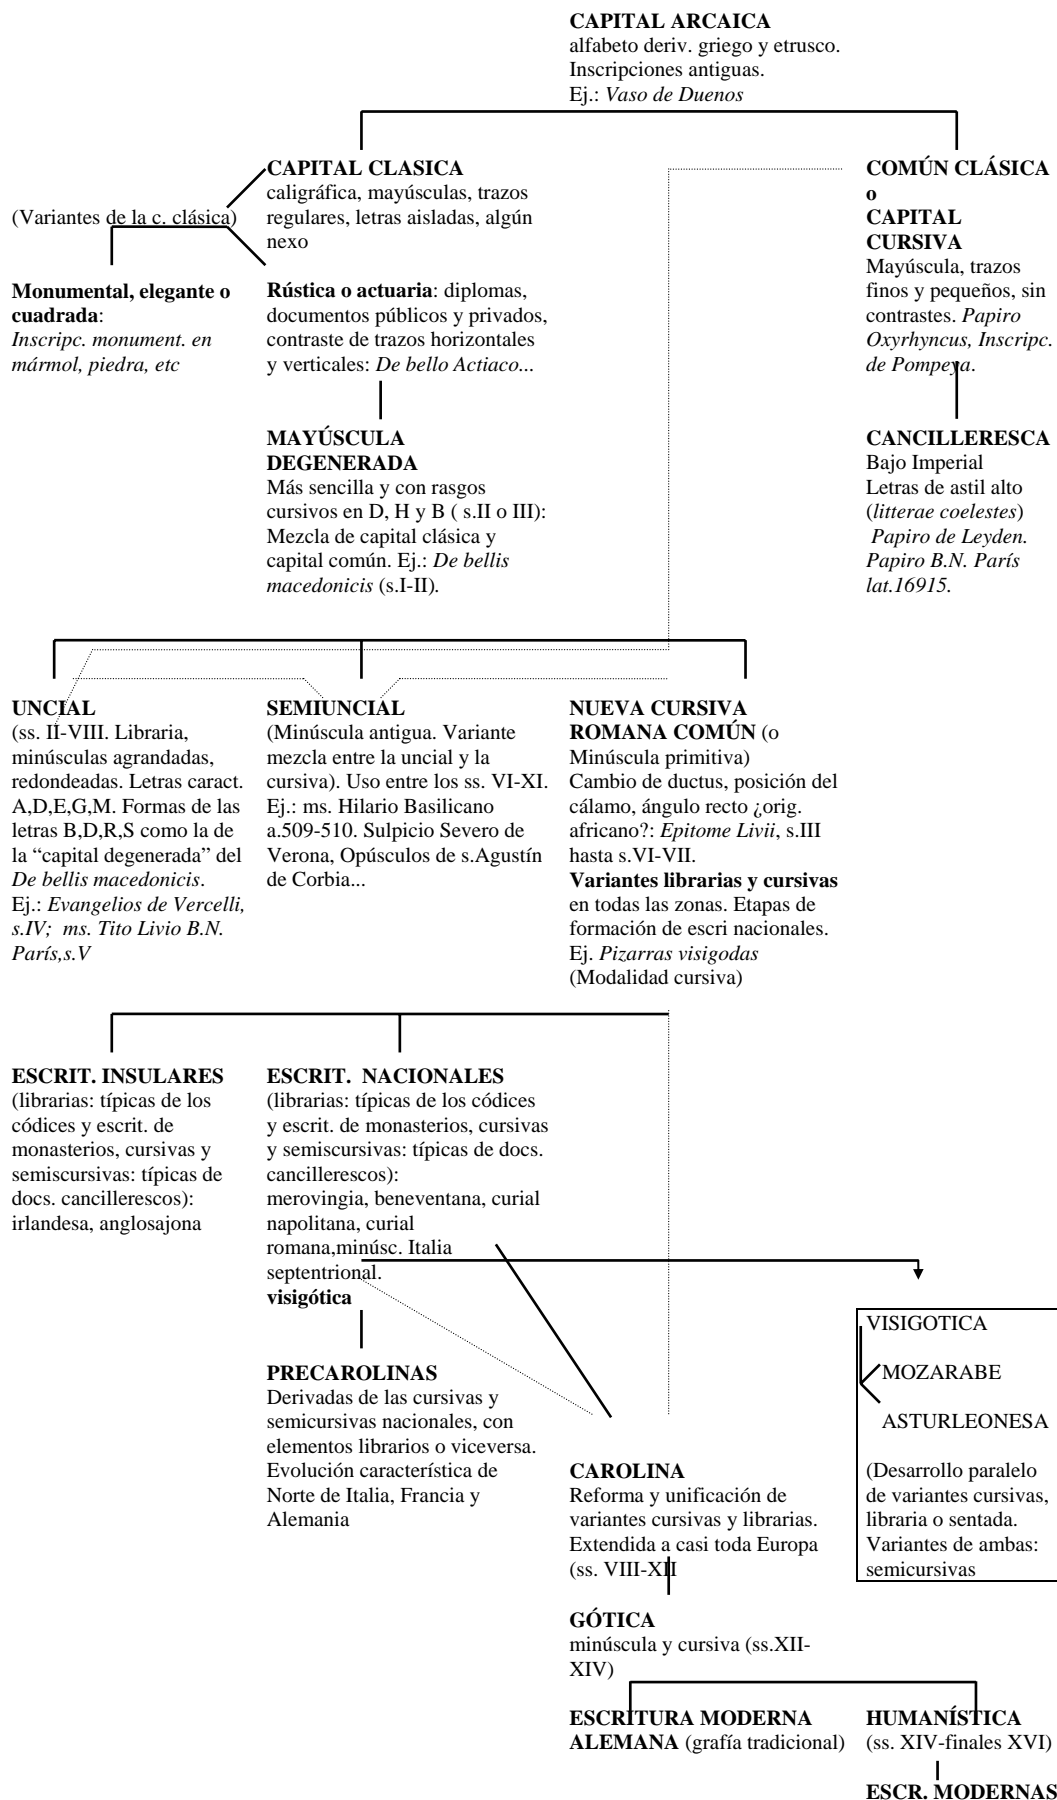 CAPITAL ARCAICA
alfabeto deriv. griego y etrusco.
Inscripciones antiguas.
Ej.: Vaso de Duenos
CAPITAL CLASICA
caligráfica, mayúsculas, trazos
regulares, letras aisladas, algún
nexo
COMÚN CLÁSICA
o
CAPITAL
CURSIVA
Mayúscula, trazos
finos y pequeños, sin
contrastes. Papiro
Oxyrhyncus, Inscripc.
de Pompeya.
(Variantes de la c. clásica)
Monumental, elegante o
cuadrada:
Inscripc. monument. en
mármol, piedra, etc
Rústica o actuaria: diplomas,
documentos públicos y privados,
contraste de trazos horizontales
y verticales: De bello Actiaco...
MAYÚSCULA
DEGENERADA
Más sencilla y con rasgos
cursivos en D, H y B ( s.II o III):
Mezcla de capital clásica y
capital común. Ej.: De bellis
macedonicis (s.I-II).
CANCILLERESCA
Bajo Imperial
Letras de astil alto
(litterae coelestes)
Papiro de Leyden.
Papiro B.N. París
lat.16915.
UNCIAL
(ss. II-VIII. Libraria,
minúsculas agrandadas,
redondeadas. Letras caract.
A,D,E,G,M. Formas de las
letras B,D,R,S como la de
la “capital degenerada” del
De bellis macedonicis.
Ej.: Evangelios de Vercelli,
s.IV; ms. Tito Livio B.N.
París,s.V
SEMIUNCIAL
(Minúscula antigua. Variante
mezcla entre la uncial y la
cursiva). Uso entre los ss. VI-XI.
Ej.: ms. Hilario Basilicano
a.509-510. Sulpicio Severo de
Verona, Opúsculos de s.Agustín
de Corbia...
NUEVA CURSIVA
ROMANA COMÚN (o
Minúscula primitiva)
Cambio de ductus, posición del
cálamo, ángulo recto ¿orig.
africano?: Epitome Livii, s.III
hasta s.VI-VII.
Variantes librarias y cursivas
en todas las zonas. Etapas de
formación de escri nacionales.
Ej. Pizarras visigodas
(Modalidad cursiva)
ESCRIT. INSULARES
(librarias: típicas de los
códices y escrit. de
monasterios, cursivas y
semiscursivas: típicas de
docs. cancillerescos):
irlandesa, anglosajona
ESCRIT. NACIONALES
(librarias: típicas de los códices
y escrit. de monasterios, cursivas
y semiscursivas: típicas de docs.
cancillerescos):
merovingia, beneventana, curial
napolitana, curial
romana,minúsc. Italia
septentrional.
visigótica
PRECAROLINAS
Derivadas de las cursivas y
semicursivas nacionales, con
elementos librarios o viceversa.
Evolución característica de
Norte de Italia, Francia y
Alemania
VISIGOTICA
MOZARABE
ASTURLEONESA
(Desarrollo paralelo
de variantes cursivas,
libraria o sentada.
Variantes de ambas:
semicursivas
CAROLINA
Reforma y unificación de
variantes cursivas y librarias.
Extendida a casi toda Europa
(ss. VIII-XII
GÓTICA
minúscula y cursiva (ss.XII-
XIV)
ESCRITURA MODERNA
ALEMANA (grafía tradicional)
HUMANÍSTICA
(ss. XIV-finales XVI)
ESCR. MODERNAS